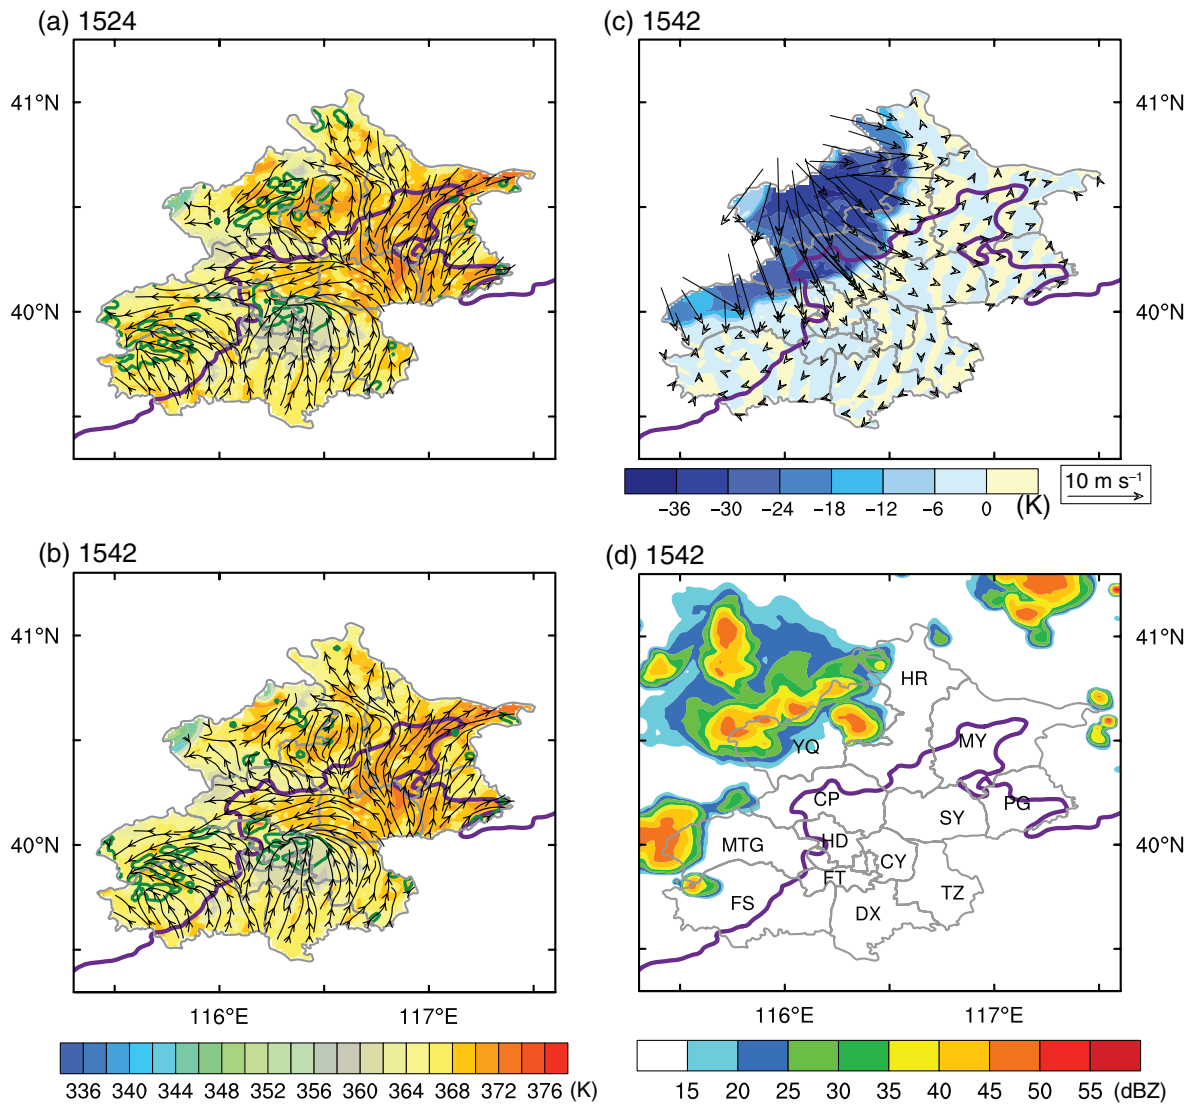 (a) 1524
41°N
40°N
(c) 1542
41°N
40°N
−36 −30 −24 −18 −12 −6 0 (K)
10 m s⁻¹
(b) 1542
41°N
40°N
116°E 117°E
336 340 344 348 352 356 360 364 368 372 376 (K)
(d) 1542
HR
YQ
MY
CP
PG
SY
MTG
HD
CY
FT
FS
TZ
DX
41°N
40°N
116°E 117°E
15 20 25 30 35 40 45 50 55 (dBZ)